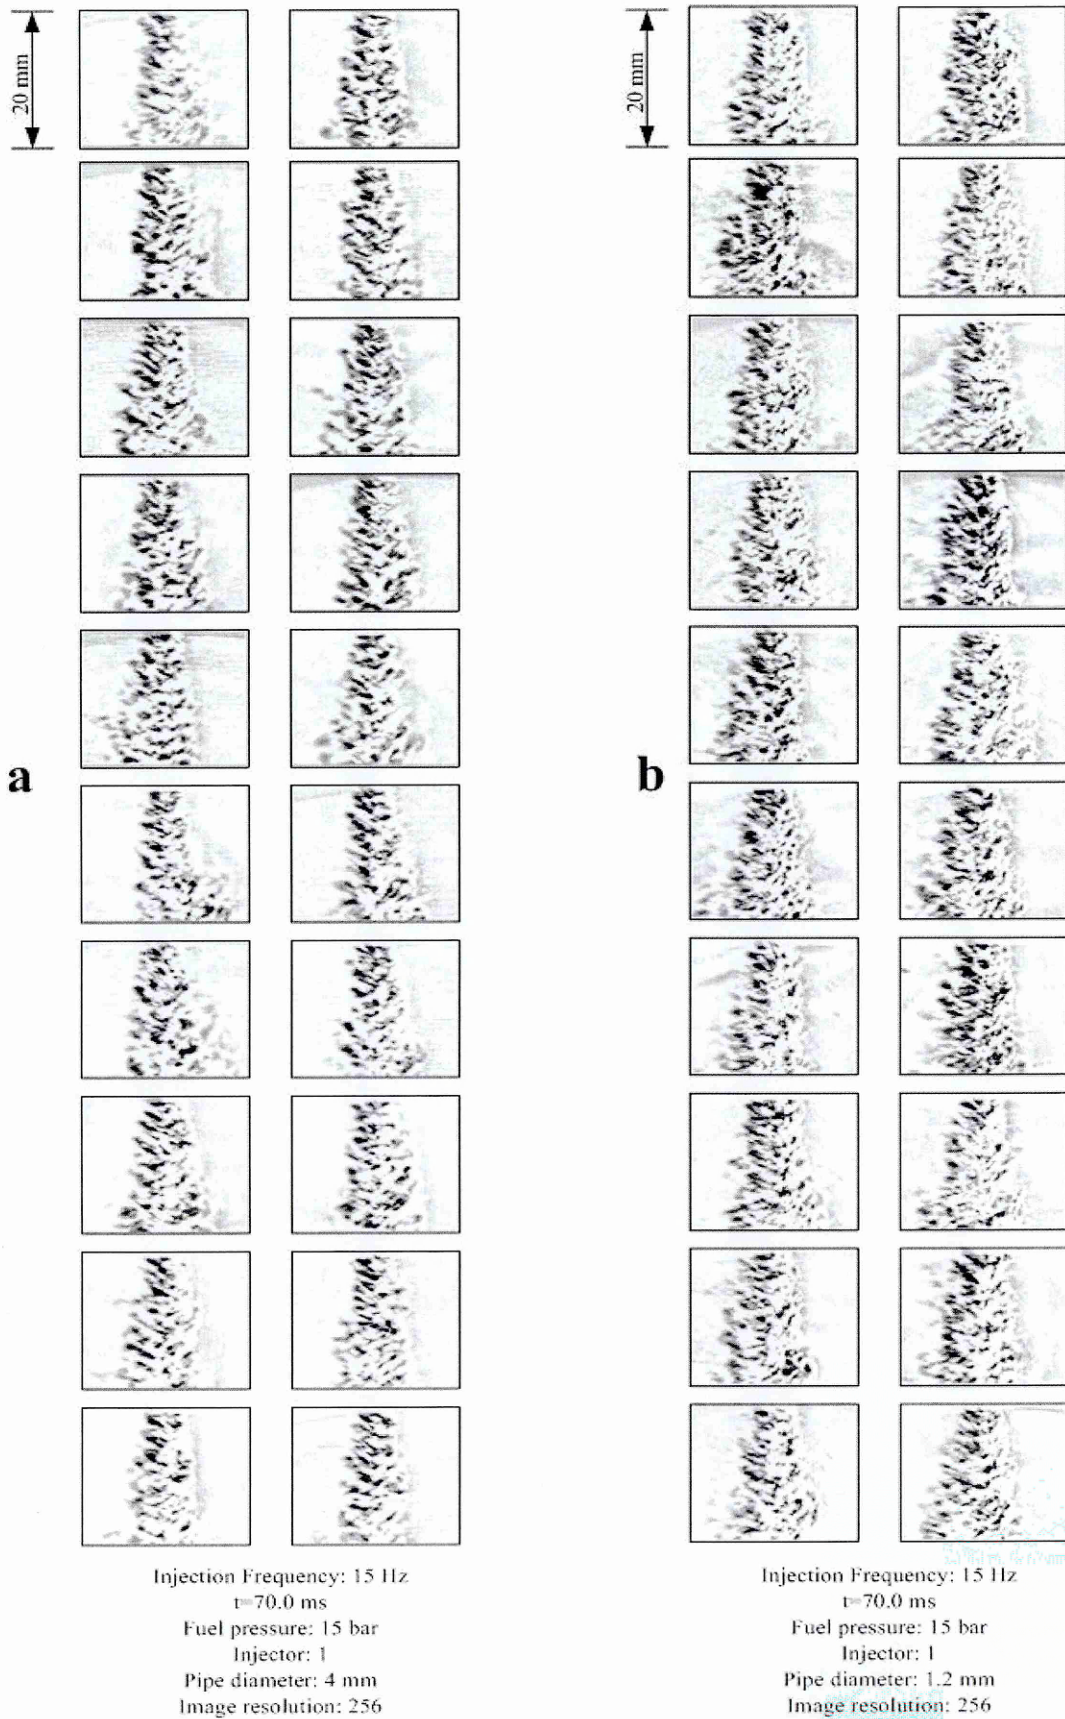 20 mm
20 mm
a
b
Injection Frequency: 15 Hz
t=70.0 ms
Fuel pressure: 15 bar
Injector: 1
Pipe diameter: 4 mm
Image resolution: 256
Injection Frequency: 15 Hz
t=70.0 ms
Fuel pressure: 15 bar
Injector: 1
Pipe diameter: 1.2 mm
Image resolution: 256